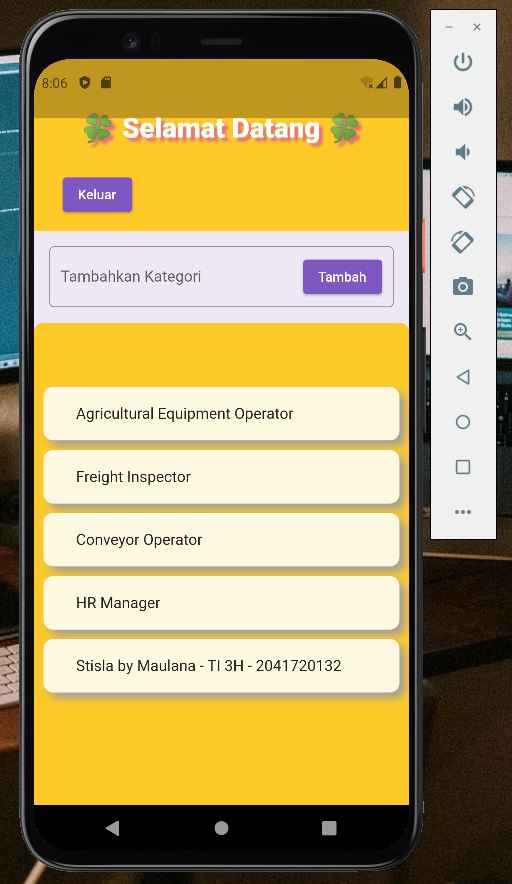 8:06
🍀 Selamat Datang 🍀
Keluar
Tambahkan Kategori
Tambah
Agricultural Equipment Operator
Freight Inspector
Conveyor Operator
HR Manager
Stisla by Maulana - TI 3H - 2041720132